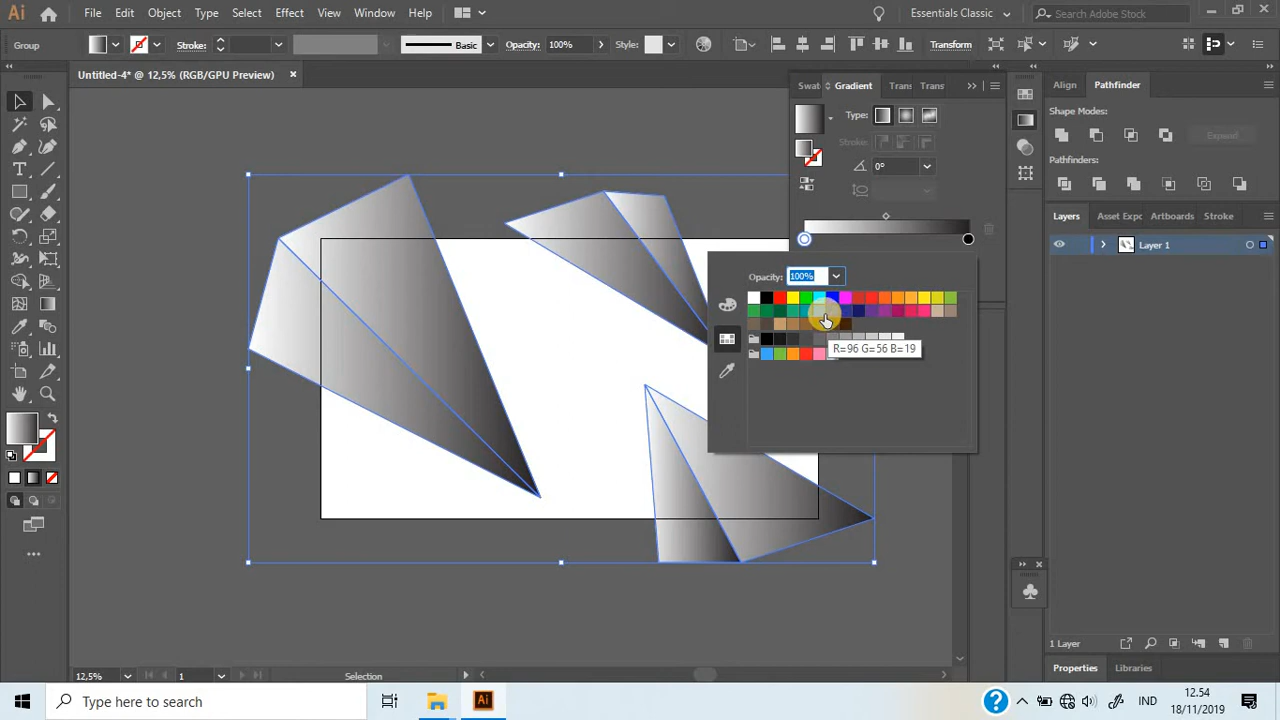 Ai File Edit Object Type Select Effect View Window Help Essentials Classic Search Adobe Stock
Group Stroke: Basic Opacity: 100% Style: Transform
Untitled-4* @ 12,5% (RGB/GPU Preview)
Swat Gradient Trans Trans
Align Pathfinder
Type:
Shape Modes:
Stroke:
Expand
0°
Pathfinders:
Layers Asset Expc Artboards Stroke
Layer 1
Opacity: 100%
R=96 G=56 B=19
1 Layer
12,5% 1 Selection
Properties Libraries
Type here to search
Ai
IND
12.54
18/11/2019